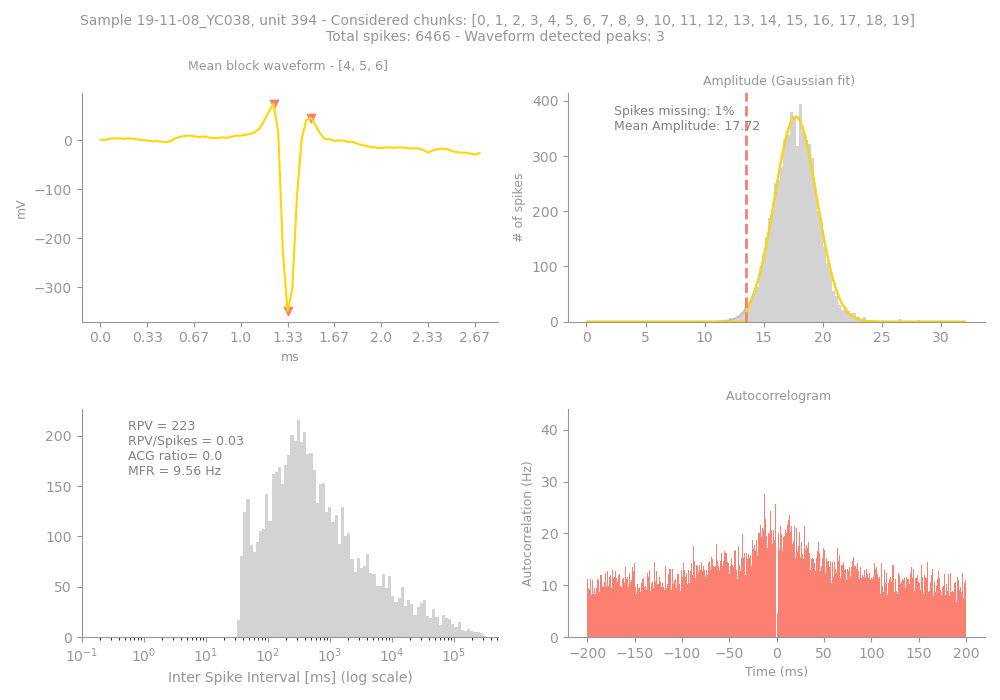 Sample 19-11-08_YC038, unit 394 - Considered chunks: [0, 1, 2, 3, 4, 5, 6, 7, 8, 9, 10, 11, 12, 13, 14, 15, 16, 17, 18, 19]
Total spikes: 6466 - Waveform detected peaks: 3
Mean block waveform - [4, 5, 6]
0
−100
−200
−300
mV
0.0 0.33 0.67 1.0 1.33 1.67 2.0 2.33 2.67
ms
Amplitude (Gaussian fit)
Spikes missing: 1%
Mean Amplitude: 17.72
400
300
200
100
0
# of spikes
0 5 10 15 20 25 30
RPV = 223
RPV/Spikes = 0.03
ACG ratio= 0.0
MFR = 9.56 Hz
200
150
100
50
0
10⁻¹ 10⁰ 10¹ 10² 10³ 10⁴ 10⁵
Inter Spike Interval [ms] (log scale)
Autocorrelogram
40
30
20
10
0
Autocorrelation (Hz)
−200 −150 −100 −50 0 50 100 150 200
Time (ms)